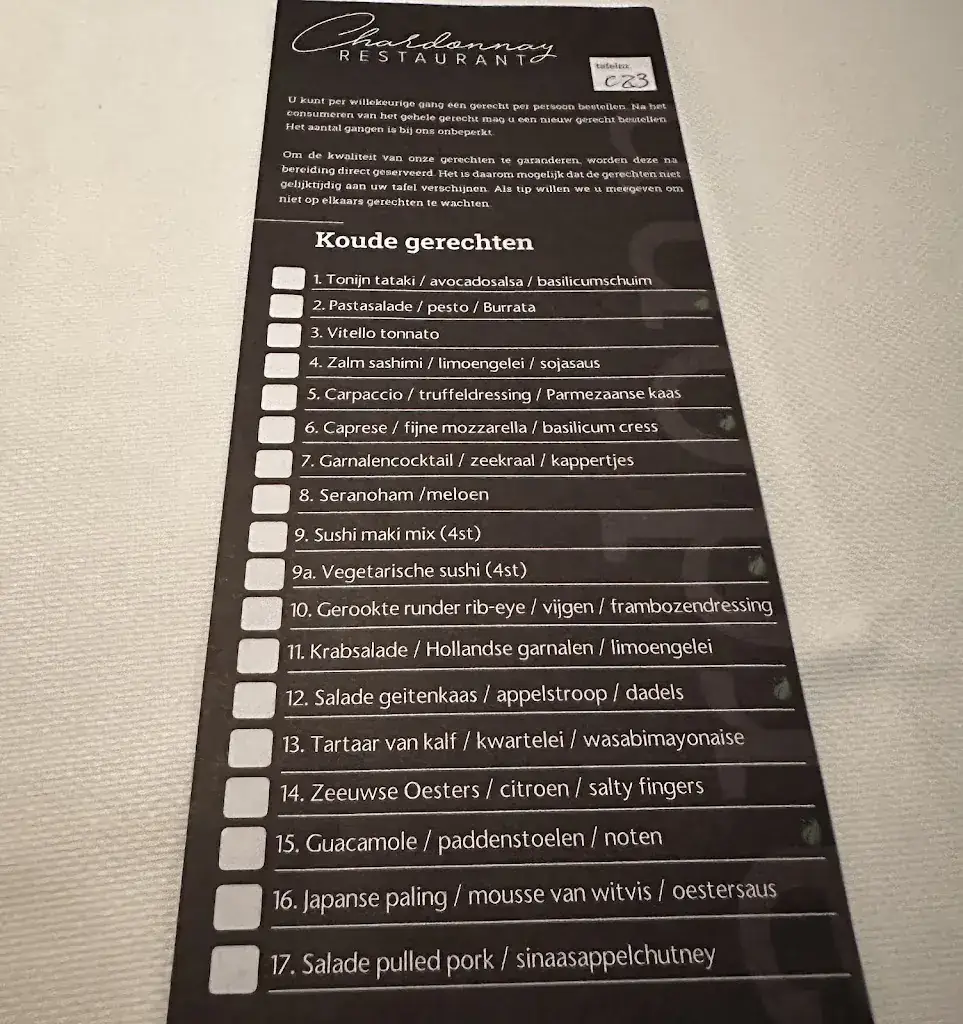 Chardonnay
RESTAURANT
tafelnr.
C23
U kunt per willekeurige gang één gerecht per persoon bestellen. Na het
consumeren van het gehele gerecht mag u een nieuw gerecht bestellen.
Het aantal gangen is bij ons onbeperkt.
Om de kwaliteit van onze gerechten te garanderen, worden deze na
bereiding direct geserveerd. Het is daarom mogelijk dat de gerechten niet
gelijktijdig aan uw tafel verschijnen. Als tip willen we u meegeven om
niet op elkaars gerechten te wachten.
Koude gerechten
1. Tonijn tataki / avocadosalsa / basilicumschuim
2. Pastasalade / pesto / Burrata
3. Vitello tonnato
4. Zalm sashimi / limoengelei / sojasaus
5. Carpaccio / truffeldressing / Parmezaanse kaas
6. Caprese / fijne mozzarella / basilicum cress
7. Garnalencocktail / zeekraal / kappertjes
8. Seranoham /meloen
9. Sushi maki mix (4st)
9a. Vegetarische sushi (4st)
10. Gerookte runder rib-eye / vijgen / frambozendressing
11. Krabsalade / Hollandse garnalen / limoengelei
12. Salade geitenkaas / appelstroop / dadels
13. Tartaar van kalf / kwartelei / wasabimayonaise
14. Zeeuwse Oesters / citroen / salty fingers
15. Guacamole / paddenstoelen / noten
16. Japanse paling / mousse van witvis / oestersaus
17. Salade pulled pork / sinaasappelchutney